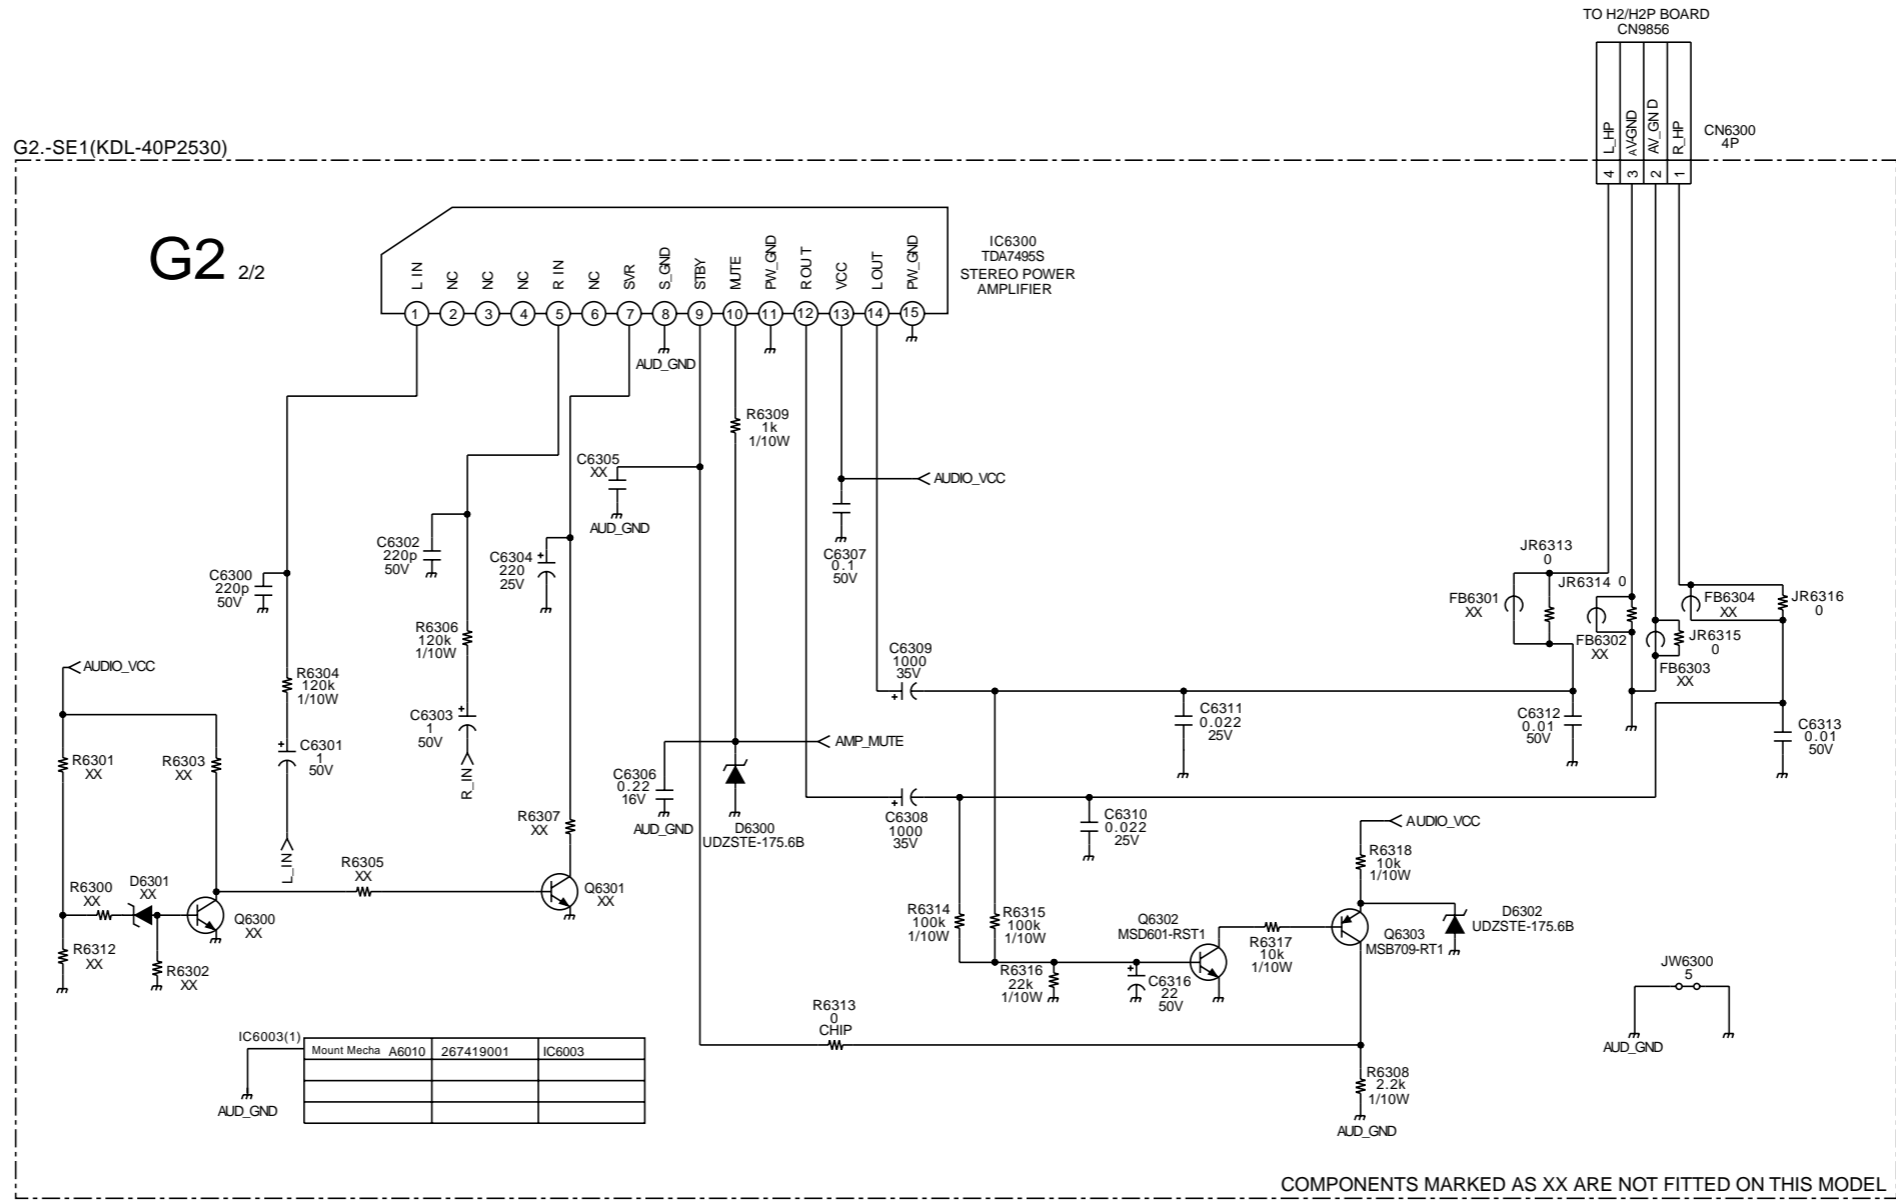 TO H2/H2P BOARD
CN9856
L_HP
AVGND
AV_GN D
R_HP
4
3
2
1
CN6300
4P
G2.-SE1(KDL-40P2530)
G2 2/2
L IN
NC
NC
NC
R IN
NC
SVR
S_GND
STBY
MUTE
PW_GND
R OUT
VCC
L OUT
PW_GND
1
2
3
4
5
6
7
8
9
10
11
12
13
14
15
IC6300
TDA7495S
STEREO POWER
AMPLIFIER
AUD_GND
R6309
1k
1/10W
C6305
XX
AUD_GND
AUDIO_VCC
C6307
0.1
50V
C6302
220p
50V
C6304
220
25V
+
C6300
220p
50V
R6306
120k
1/10W
R6304
120k
1/10W
C6303
1
50V
+
R_IN
C6301
1
50V
+
L_IN
AUDIO_VCC
R6301
XX
R6303
XX
R6307
XX
R6305
XX
R6300
XX
D6301
XX
Q6300
XX
Q6301
XX
R6312
XX
R6302
XX
AMP_MUTE
C6306
0.22
16V
AUD_GND
D6300
UDZSTE-175.6B
C6309
1000
35V
+
C6308
1000
35V
+
C6311
0.022
25V
C6310
0.022
25V
JR6313
0
FB6301
XX
JR6314 0
FB6302
XX
FB6304
XX
JR6316
0
JR6315
0
FB6303
XX
C6312
0.01
50V
C6313
0.01
50V
AUDIO_VCC
R6318
10k
1/10W
R6314
100k
1/10W
R6315
100k
1/10W
R6316
22k
1/10W
C6316
22
50V
+
Q6302
MSD601-RST1
R6317
10k
1/10W
Q6303
MSB709-RT1
D6302
UDZSTE-175.6B
JW6300
5
AUD_GND
R6313
0
CHIP
R6308
2.2k
1/10W
AUD_GND
IC6003(1)
Mount Mecha A6010 267419001 IC6003
AUD_GND
COMPONENTS MARKED AS XX ARE NOT FITTED ON THIS MODEL